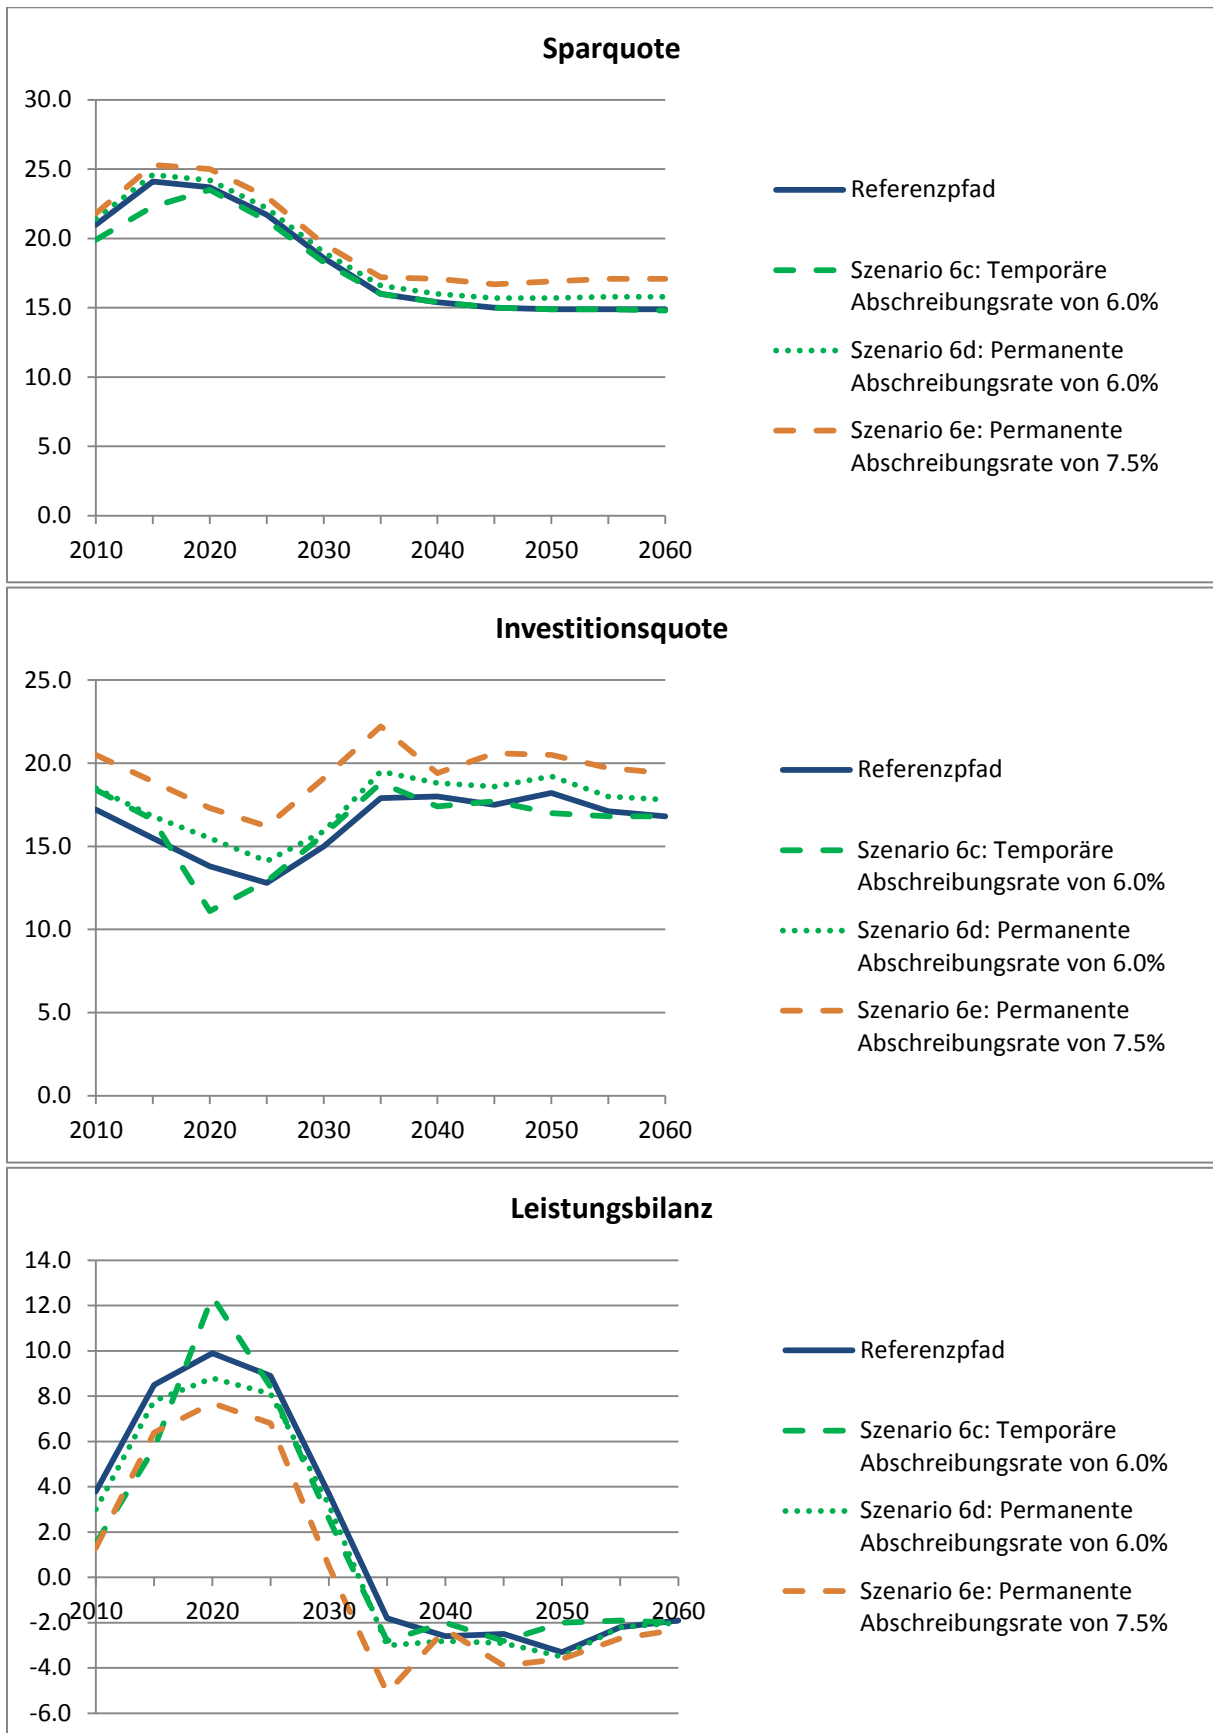 Sparquote
30.0
25.0
20.0
15.0
10.0
5.0
0.0
2010 2020 2030 2040 2050 2060
Referenzpfad
Szenario 6c: Temporäre
Abschreibungsrate von 6.0%
Szenario 6d: Permanente
Abschreibungsrate von 6.0%
Szenario 6e: Permanente
Abschreibungsrate von 7.5%
Investitionsquote
25.0
20.0
15.0
10.0
5.0
0.0
2010 2020 2030 2040 2050 2060
Referenzpfad
Szenario 6c: Temporäre
Abschreibungsrate von 6.0%
Szenario 6d: Permanente
Abschreibungsrate von 6.0%
Szenario 6e: Permanente
Abschreibungsrate von 7.5%
Leistungsbilanz
14.0
12.0
10.0
8.0
6.0
4.0
2.0
0.0
-2.0
-4.0
-6.0
2010 2020 2030 2040 2050 2060
Referenzpfad
Szenario 6c: Temporäre
Abschreibungsrate von 6.0%
Szenario 6d: Permanente
Abschreibungsrate von 6.0%
Szenario 6e: Permanente
Abschreibungsrate von 7.5%